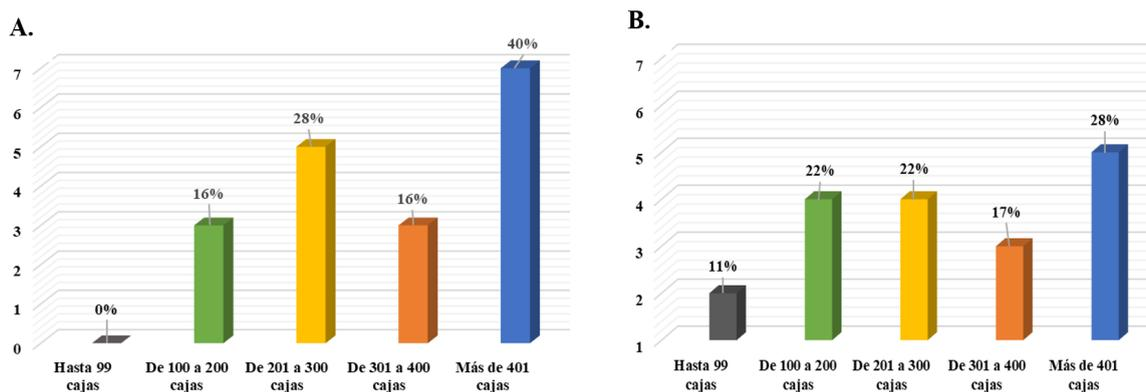 A.
40%
7
28%
6
5
16%
16%
4
3
2
0%
1
0
Hasta 99 cajas
De 100 a 200 cajas
De 201 a 300 cajas
De 301 a 400 cajas
Más de 401 cajas
B.
7
6
28%
5
22%
22%
4
17%
3
11%
2
1
Hasta 99 cajas
De 100 a 200 cajas
De 201 a 300 cajas
De 301 a 400 cajas
Más de 401 cajas